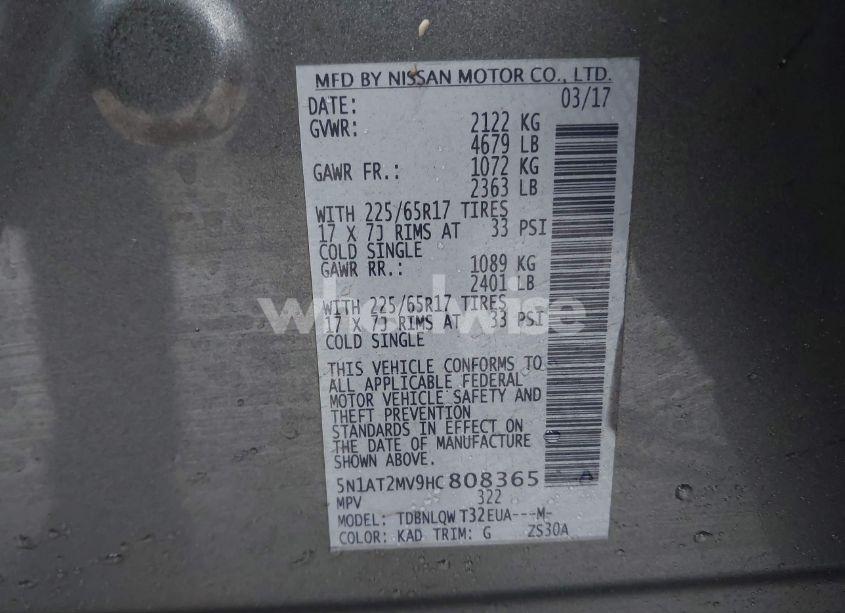 MFD BY NISSAN MOTOR CO., LTD.
DATE: 03/17
GVWR: 2122 KG
4679 LB
GAWR FR.: 1072 KG
2363 LB
WITH 225/65R17 TIRES
17 X 7J RIMS AT 33 PSI
COLD SINGLE
GAWR RR.: 1089 KG
2401 LB
wheelwise
WITH 225/65R17 TIRES
17 X 7J RIMS AT 33 PSI
COLD SINGLE
THIS VEHICLE CONFORMS TO
ALL APPLICABLE FEDERAL
MOTOR VEHICLE SAFETY AND
THEFT PREVENTION
STANDARDS IN EFFECT ON
THE DATE OF MANUFACTURE
SHOWN ABOVE.
5N1AT2MV9HC808365
MPV 322
MODEL: TDBNLQW T32EUA---M-
COLOR: KAD TRIM: G ZS30A